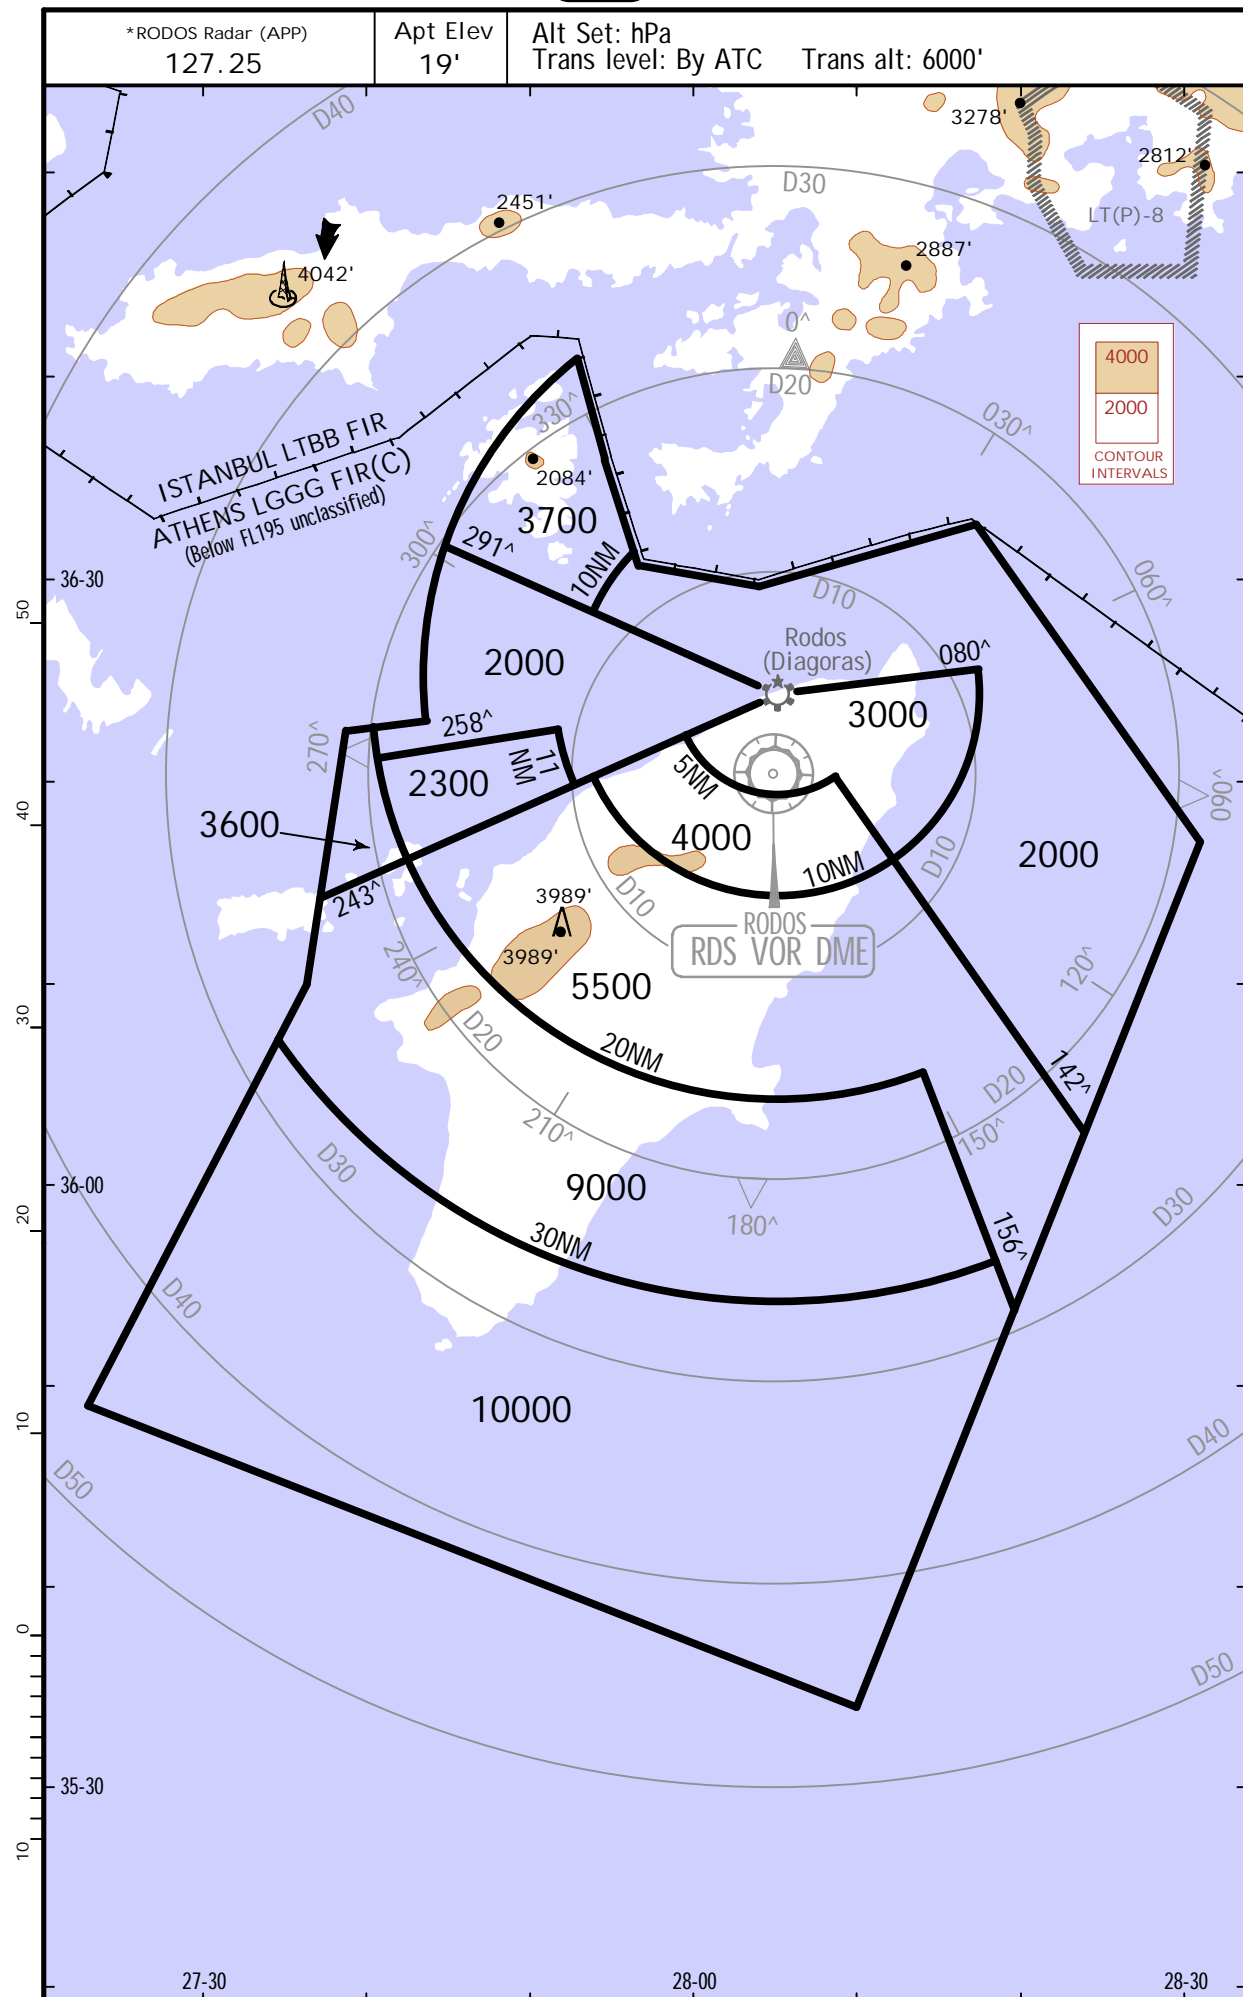 *RODOS Radar (APP)
127.25
Apt Elev
19'
Alt Set: hPa
Trans level: By ATC Trans alt: 6000'
D40
3278'
2812'
D30
2451'
LT(P)-8
4042'
2887'
0^
4000
D20
2000
330^
030^
CONTOUR
INTERVALS
ISTANBUL LTBB FIR
ATHENS LGGG FIR(C)
(Below FL195 unclassified)
2084'
3700
291^
300^
10NM
36-30
D10
060^
50
Rodos
(Diagoras)
080^
2000
3000
258^
270^
11
NM
5NM
2300
090^
40
3600
4000
2000
D10
10NM
243^
3989'
D10
RODOS
RDS VOR DME
240^
3989'
5500
120^
30
D20
20NM
142^
D20
210^
150^
D30
36-00
9000
D30
20
180^
156^
30NM
D40
10000
10
D40
D50
0
D50
35-30
10
27-30
28-00
28-30